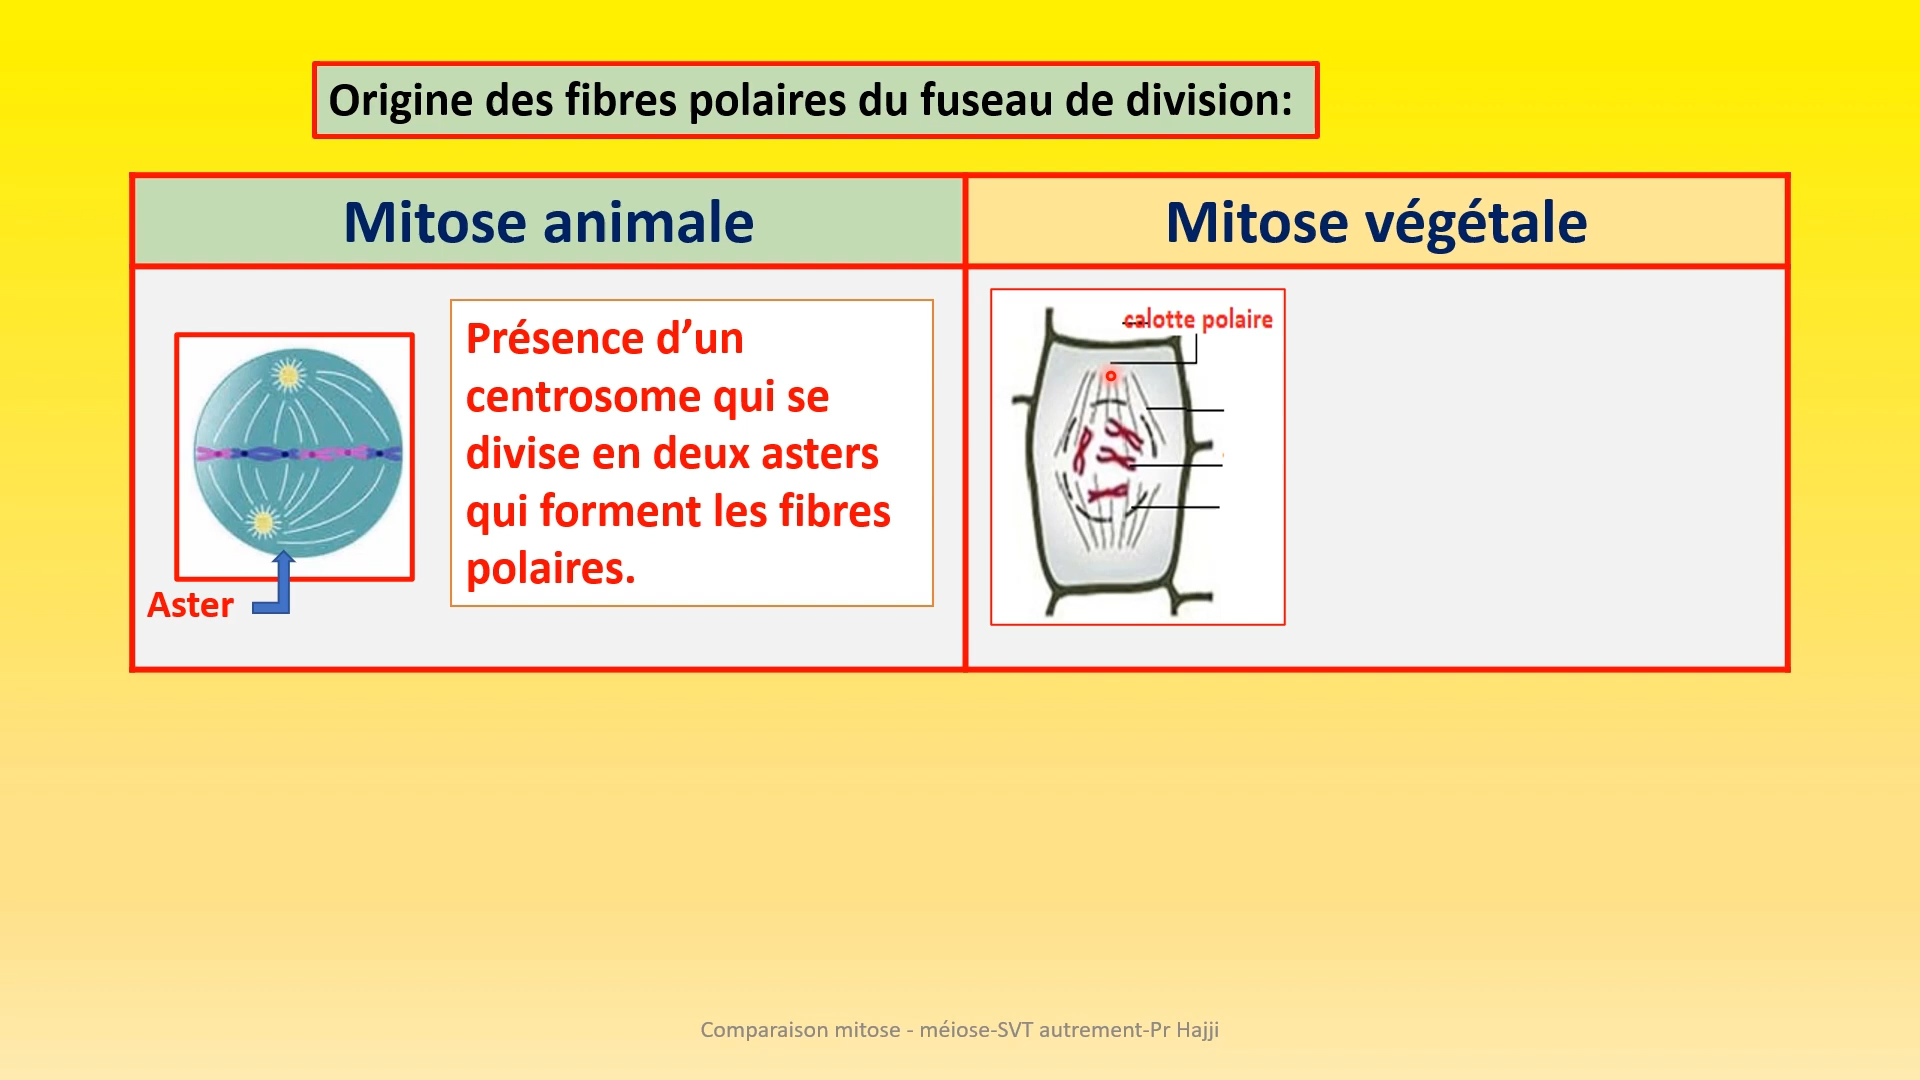 Origine des fibres polaires du fuseau de division:
Mitose animale
Mitose végétale
Présence d’un
centrosome qui se
divise en deux asters
qui forment les fibres
polaires.
Aster
calotte polaire
Comparaison mitose - méiose-SVT autrement-Pr Hajji